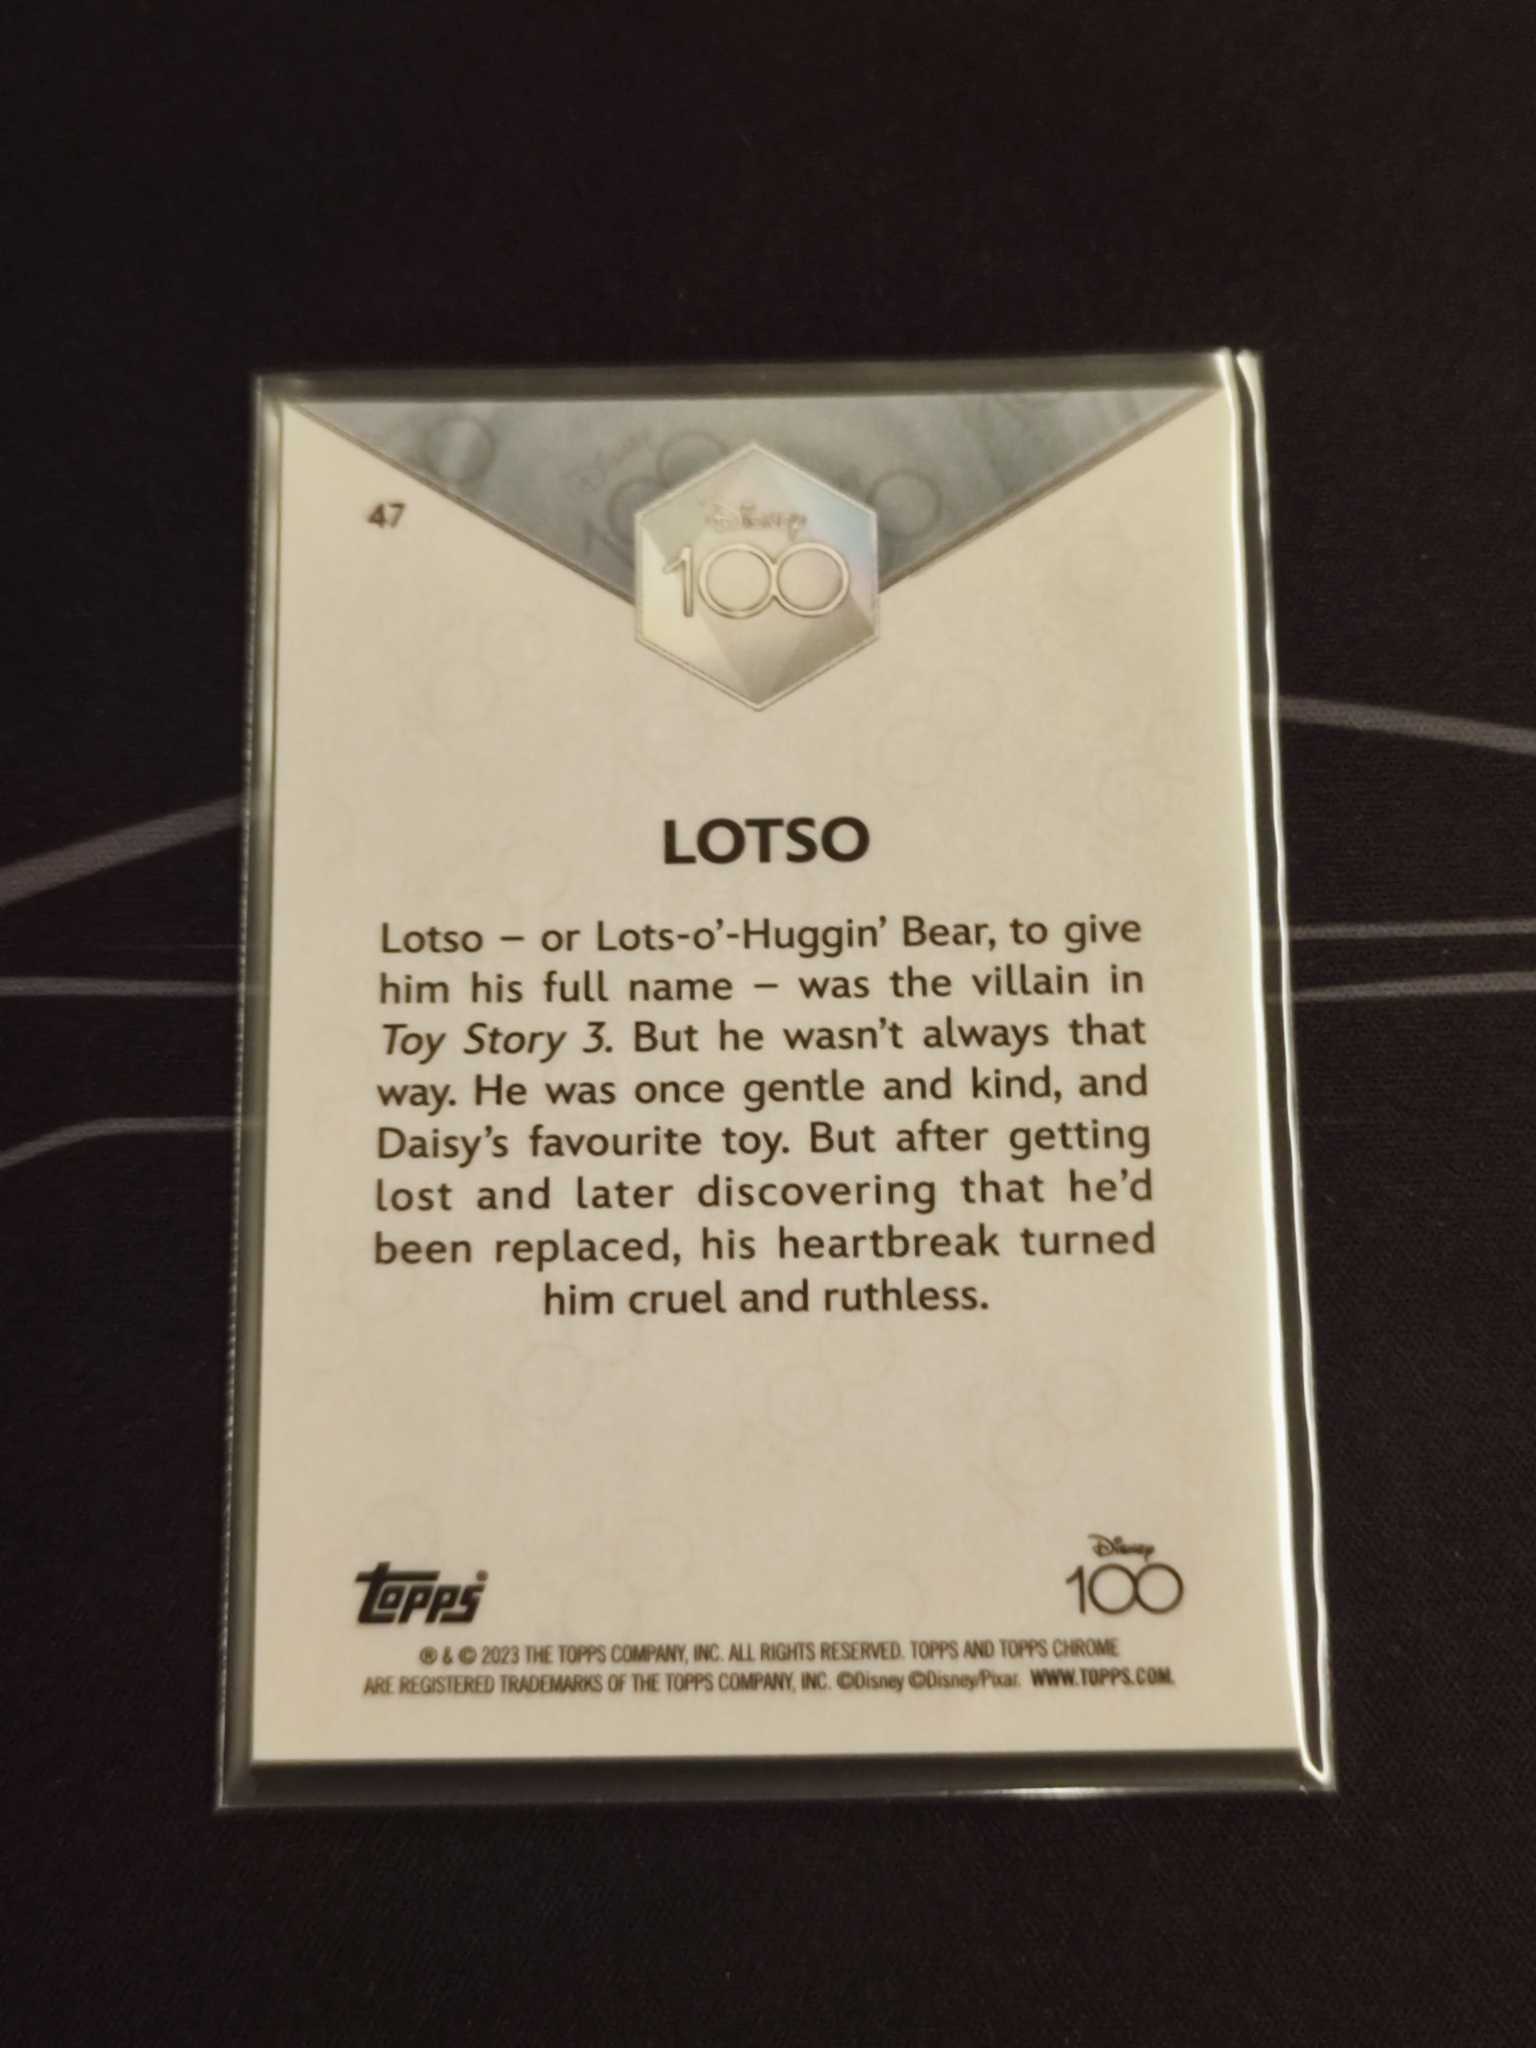 47
Disney
100
LOTSO
Lotso – or Lots-o’-Huggin’ Bear, to give
him his full name – was the villain in
Toy Story 3. But he wasn’t always that
way. He was once gentle and kind, and
Daisy’s favourite toy. But after getting
lost and later discovering that he’d
been replaced, his heartbreak turned
him cruel and ruthless.
topps®
Disney
100
® & © 2023 THE TOPPS COMPANY, INC. ALL RIGHTS RESERVED. TOPPS AND TOPPS CHROME
ARE REGISTERED TRADEMARKS OF THE TOPPS COMPANY, INC. ©Disney ©Disney/Pixar. WWW.TOPPS.COM.